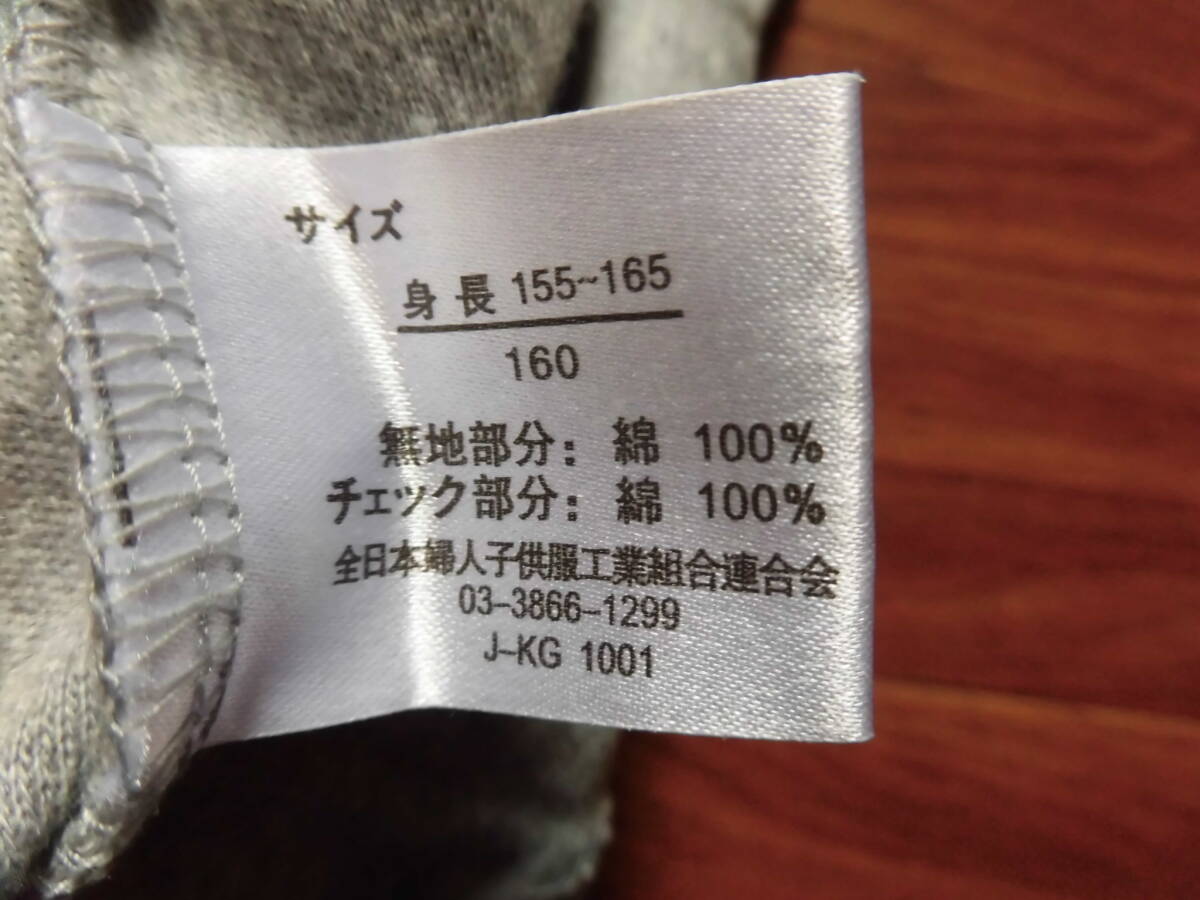 サイズ
身長 155~165
160
無地部分: 綿 100%
チェック部分: 綿 100%
全日本婦人子供服工業組合連合会
03-3866-1299
J-KG 1001